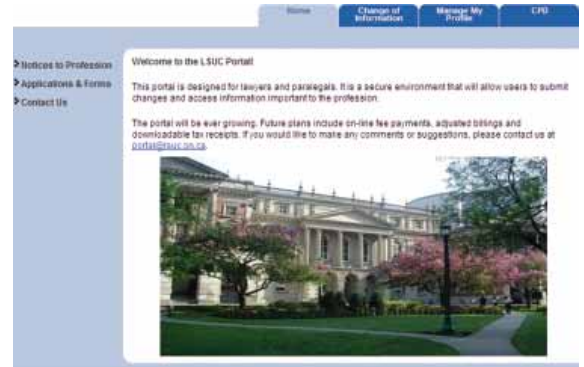 Home
Change of Information
Manage My Profile
CPD
Notices to Profession
Applications & Forms
Contact Us
Welcome to the LSUC Portal!
This portal is designed for lawyers and paralegals. It is a secure environment that will allow users to submit
changes and access information important to the profession.
The portal will be ever growing. Future plans include on-line fee payments, adjusted billings and
downloadable tax receipts. If you would like to make any comments or suggestions, please contact us at
portal@lsuc.on.ca.